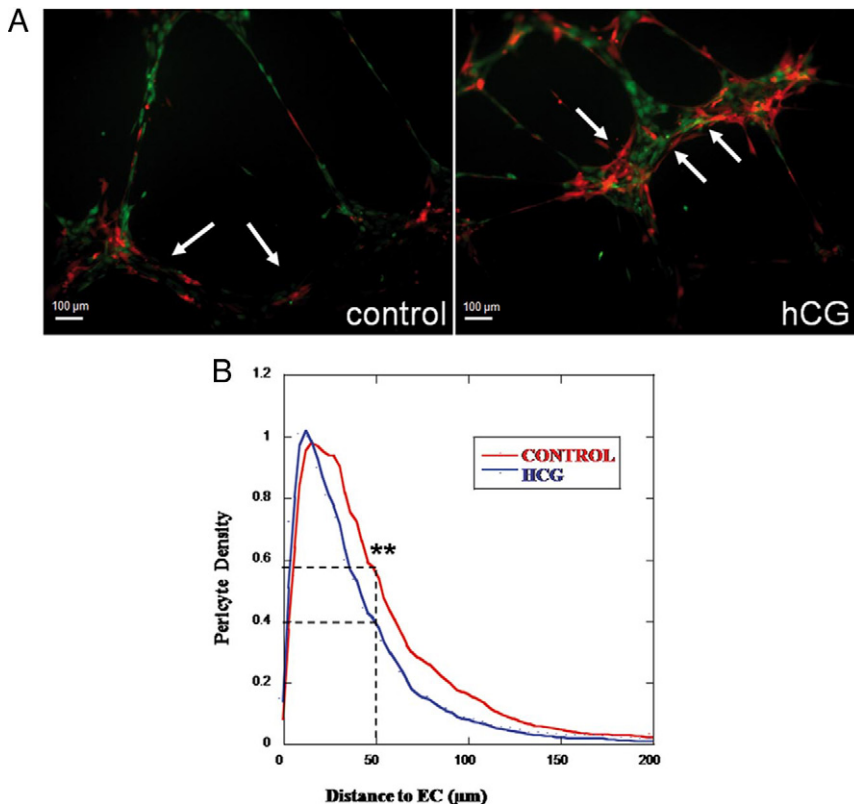 A
100 µm
control
100 µm
hCG
B
1.2
1
0.8
0.6
0.4
0.2
0
Pericyte Density
CONTROL
HCG
**
0 50 100 150 200
Distance to EC (µm)